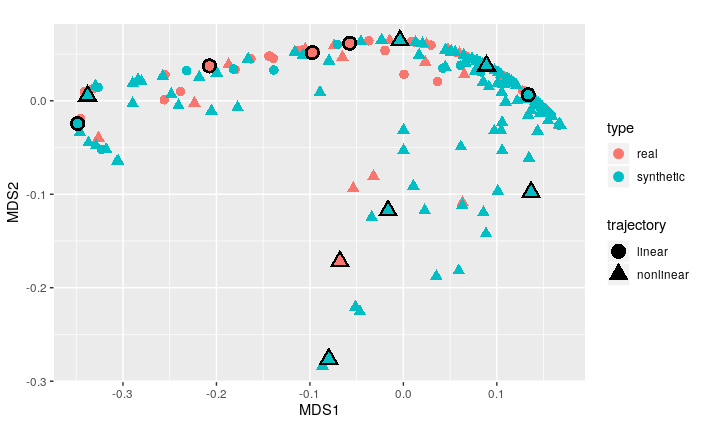 0.0
-0.1
-0.2
-0.3
MDS2
-0.3
-0.2
-0.1
0.0
0.1
MDS1
type
real
synthetic
trajectory
linear
nonlinear